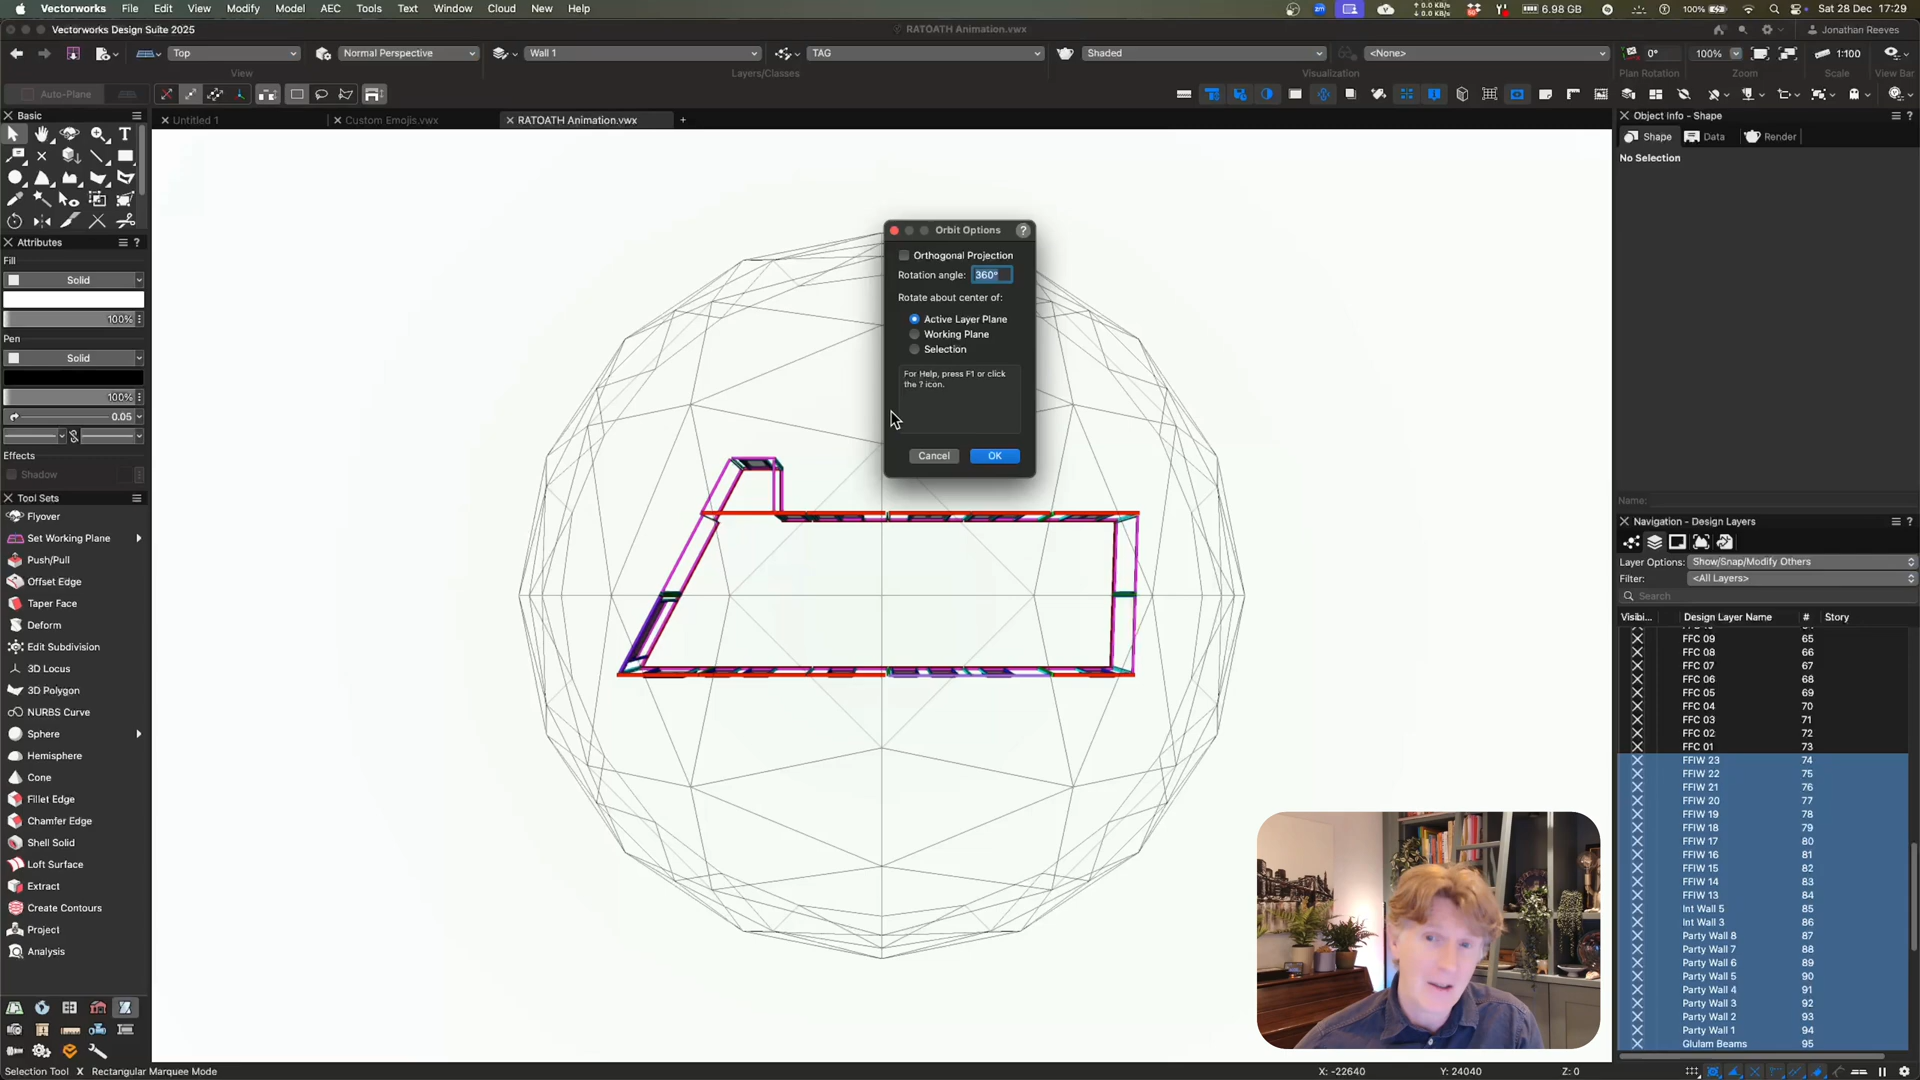 Vectorworks File Edit View Modify Model AEC Tools Text Window Cloud New Help
0.0 KB/s
0.0 KB/s
6.98 GB
100%
Sat 28 Dec 17:29
Vectorworks Design Suite 2025
RATOATH Animation.vwx
Jonathan Reeves
Top
Normal Perspective
Wall 1
TAG
Shaded
<None>
0°
100%
1:100
View
Layers/Classes
Visualization
Plan Rotation
Zoom
Scale
View Bar
Auto-Plane
Basic
Untitled 1
Custom Emojis.vwx
RATOATH Animation.vwx
Object Info - Shape
Shape
Data
Render
No Selection
Attributes
Fill
Solid
100%
Pen
Solid
100%
0.05
Effects
Shadow
Tool Sets
Flyover
Set Working Plane
Push/Pull
Offset Edge
Taper Face
Deform
Edit Subdivision
3D Locus
3D Polygon
NURBS Curve
Sphere
Hemisphere
Cone
Fillet Edge
Chamfer Edge
Shell Solid
Loft Surface
Extract
Create Contours
Project
Analysis
Orbit Options
Orthogonal Projection
Rotation angle: 360°
Rotate about center of:
Active Layer Plane
Working Plane
Selection
For Help, press F1 or click
the ? icon.
Cancel
OK
Name:
Navigation - Design Layers
Layer Options: Show/Snap/Modify Others
Filter: <All Layers>
Search
Visibi... Design Layer Name # Story
FFC 09 65
FFC 08 66
FFC 07 67
FFC 06 68
FFC 05 69
FFC 04 70
FFC 03 71
FFC 02 72
FFC 01 73
FFIW 23 74
FFIW 22 75
FFIW 21 76
FFIW 20 77
FFIW 19 78
FFIW 18 79
FFIW 17 80
FFIW 16 81
FFIW 15 82
FFIW 14 83
FFIW 13 84
Int Wall 5 85
Int Wall 3 86
Party Wall 8 87
Party Wall 7 88
Party Wall 6 89
Party Wall 5 90
Party Wall 4 91
Party Wall 3 92
Party Wall 2 93
Party Wall 1 94
Glulam Beams 95
Selection Tool
Rectangular Marquee Mode
X: -22640
Y: 24040
Z: 0